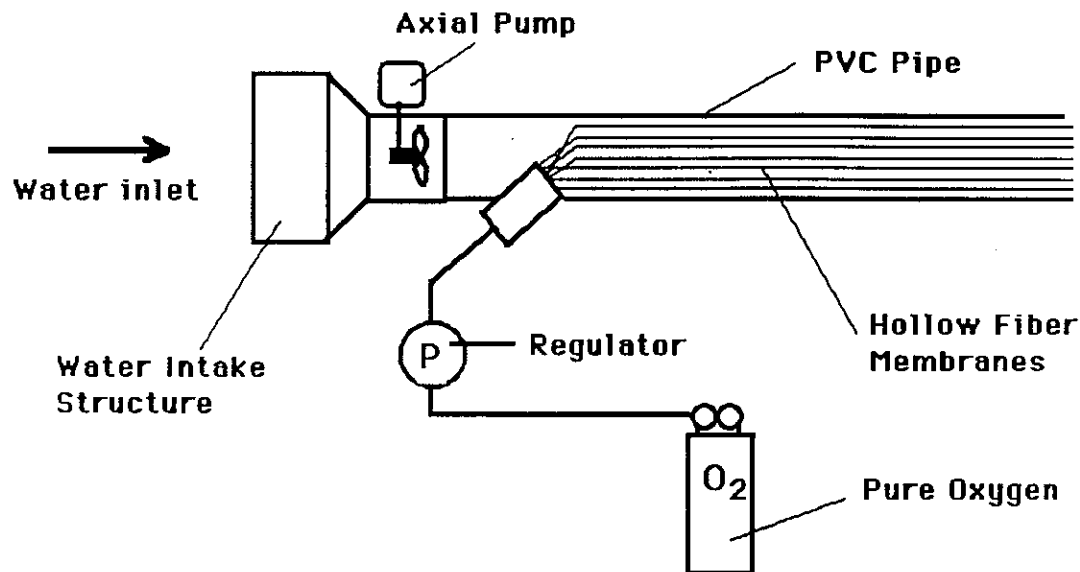 Axial Pump
PVC Pipe
Water inlet
Water Intake
Structure
P
Regulator
Hollow Fiber
Membranes
O₂
Pure Oxygen